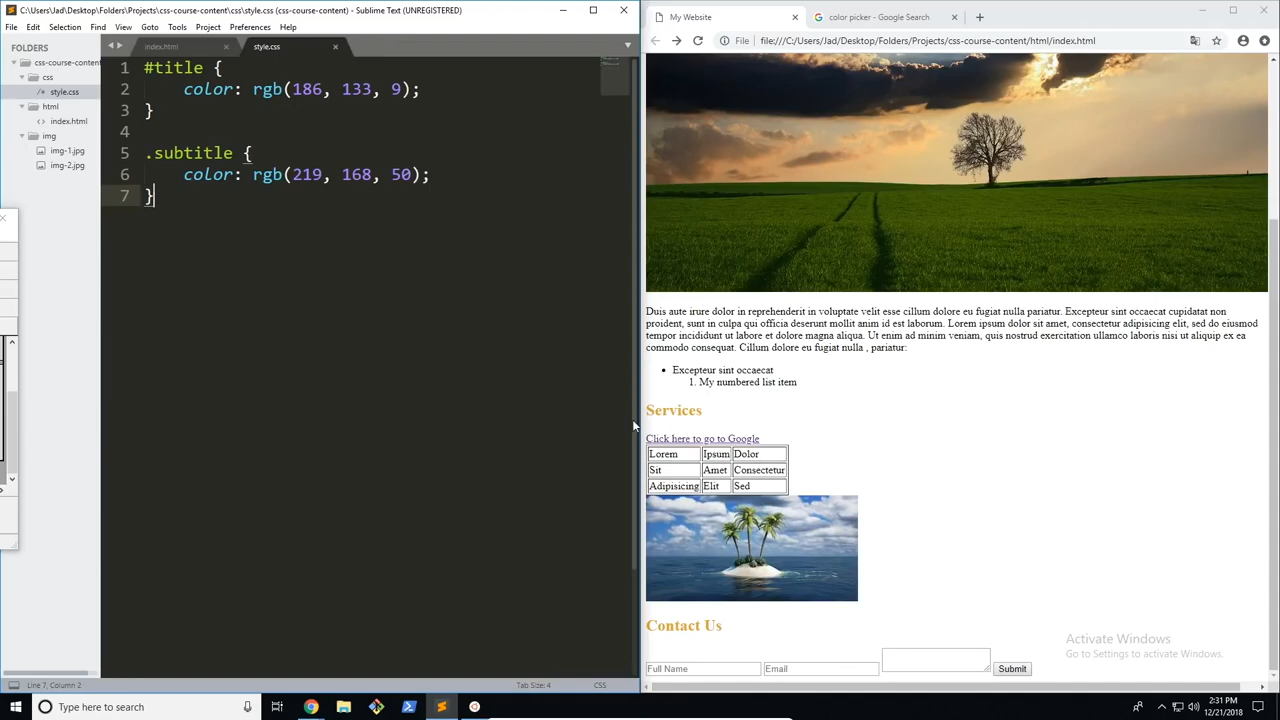 C:\Users\Jad\Desktop\Folders\Projects\css-course-content\css\style.css (css-course-content) - Sublime Text (UNREGISTERED)
File Edit Selection Find View Goto Tools Project Preferences Help
FOLDERS
css-course-content
css
style.css
html
index.html
img
img-1.jpg
img-2.jpg
index.html
style.css
1 #title {
2 color: rgb(186, 133, 9);
3 }
4
5 .subtitle {
6 color: rgb(219, 168, 50);
7 }
Line 7, Column 2
Tab Size: 4
CSS
My Website
color picker - Google Search
File file:///C:/Users/Jad/Desktop/Folders/Projects/css-course-content/html/index.html
Duis aute irure dolor in reprehenderit in voluptate velit esse cillum dolore eu fugiat nulla pariatur. Excepteur sint occaecat cupidatat non
proident, sunt in culpa qui officia deserunt mollit anim id est laborum. Lorem ipsum dolor sit amet, consectetur adipisicing elit, sed do eiusmod
tempor incididunt ut labore et dolore magna aliqua. Ut enim ad minim veniam, quis nostrud exercitation ullamco laboris nisi ut aliquip ex ea
commodo consequat. Cillum dolore eu fugiat nulla , pariatur:
Excepteur sint occaecat
1. My numbered list item
Services
Click here to go to Google
Lorem Ipsum Dolor
Sit Amet Consectetur
Adipisicing Elit Sed
Contact Us
Full Name Email Submit
Activate Windows
Go to Settings to activate Windows.
Type here to search
2:31 PM
12/21/2018